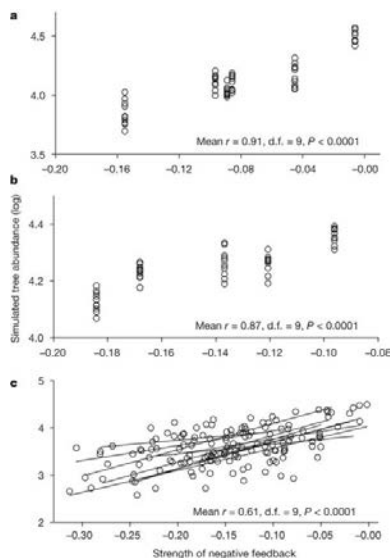 a
4.5
4.0
3.5
Mean r = 0.91, d.f. = 9, P < 0.0001
−0.20 −0.16 −0.12 −0.08 −0.04 −0.00
b
4.4
4.2
4.0
Mean r = 0.87, d.f. = 9, P < 0.0001
−0.20 −0.18 −0.16 −0.14 −0.12 −0.10 −0.08
Simulated tree abundance (log)
c
5
4
3
2
Mean r = 0.61, d.f. = 9, P < 0.0001
−0.30 −0.25 −0.20 −0.15 −0.10 −0.05 −0.00
Strength of negative feedback